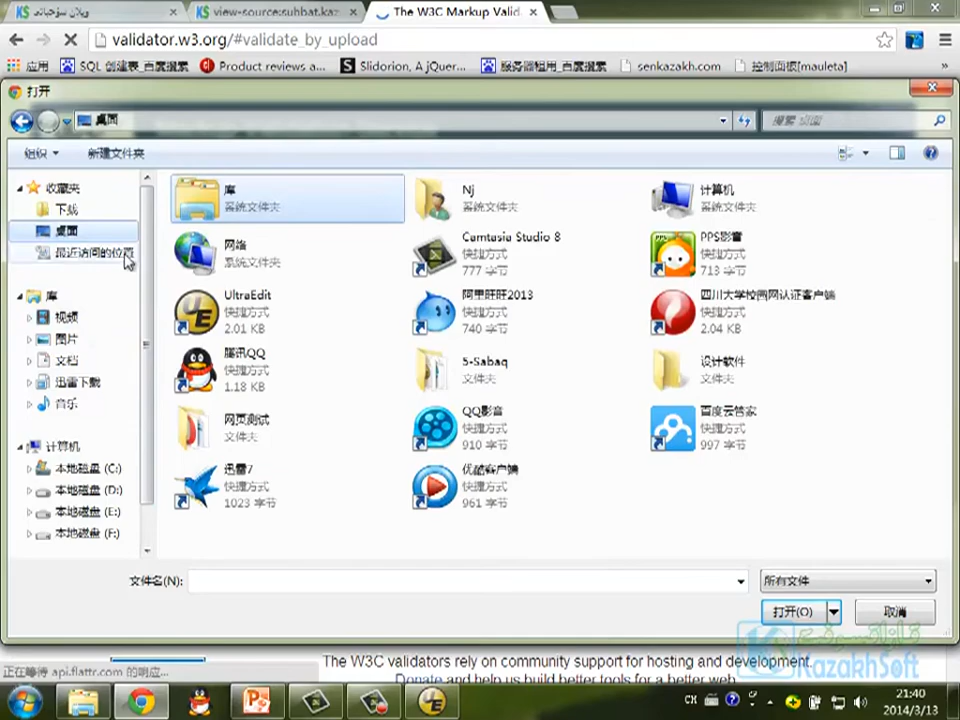 view-source:suhbat.kaz
The W3C Markup Valid
validator.w3.org/#validate_by_upload
应用
SQL 创建表_百度搜索
Product reviews a...
Slidorion, A jQuer...
服务器租用_百度搜索
senkazakh.com
控制面板[mauleta]
»
打开
桌面
搜索 桌面
组织
新建文件夹
收藏夹
下载
桌面
最近访问的位置
库
视频
图片
文档
迅雷下载
音乐
计算机
本地磁盘 (C:)
本地磁盘 (D:)
本地磁盘 (E:)
本地磁盘 (F:)
库
系统文件夹
Nj
系统文件夹
计算机
系统文件夹
网络
系统文件夹
Camtasia Studio 8
快捷方式
777 字节
PPS影音
快捷方式
713 字节
UltraEdit
快捷方式
2.01 KB
阿里旺旺2013
快捷方式
740 字节
四川大学校园网认证客户端
快捷方式
2.04 KB
腾讯QQ
快捷方式
1.18 KB
5-Sabaq
文件夹
设计软件
文件夹
网页测试
文件夹
QQ影音
快捷方式
910 字节
百度云管家
快捷方式
997 字节
迅雷7
快捷方式
1023 字节
优酷客户端
快捷方式
961 字节
文件名(N):
所有文件
打开(O)
取消
正在等待 api.flattr.com 的响应...
The W3C validators rely on community support for hosting and development.
Donate and help us build better tools for a better web.
KazakhSoft
CH
21:40
2014/3/13